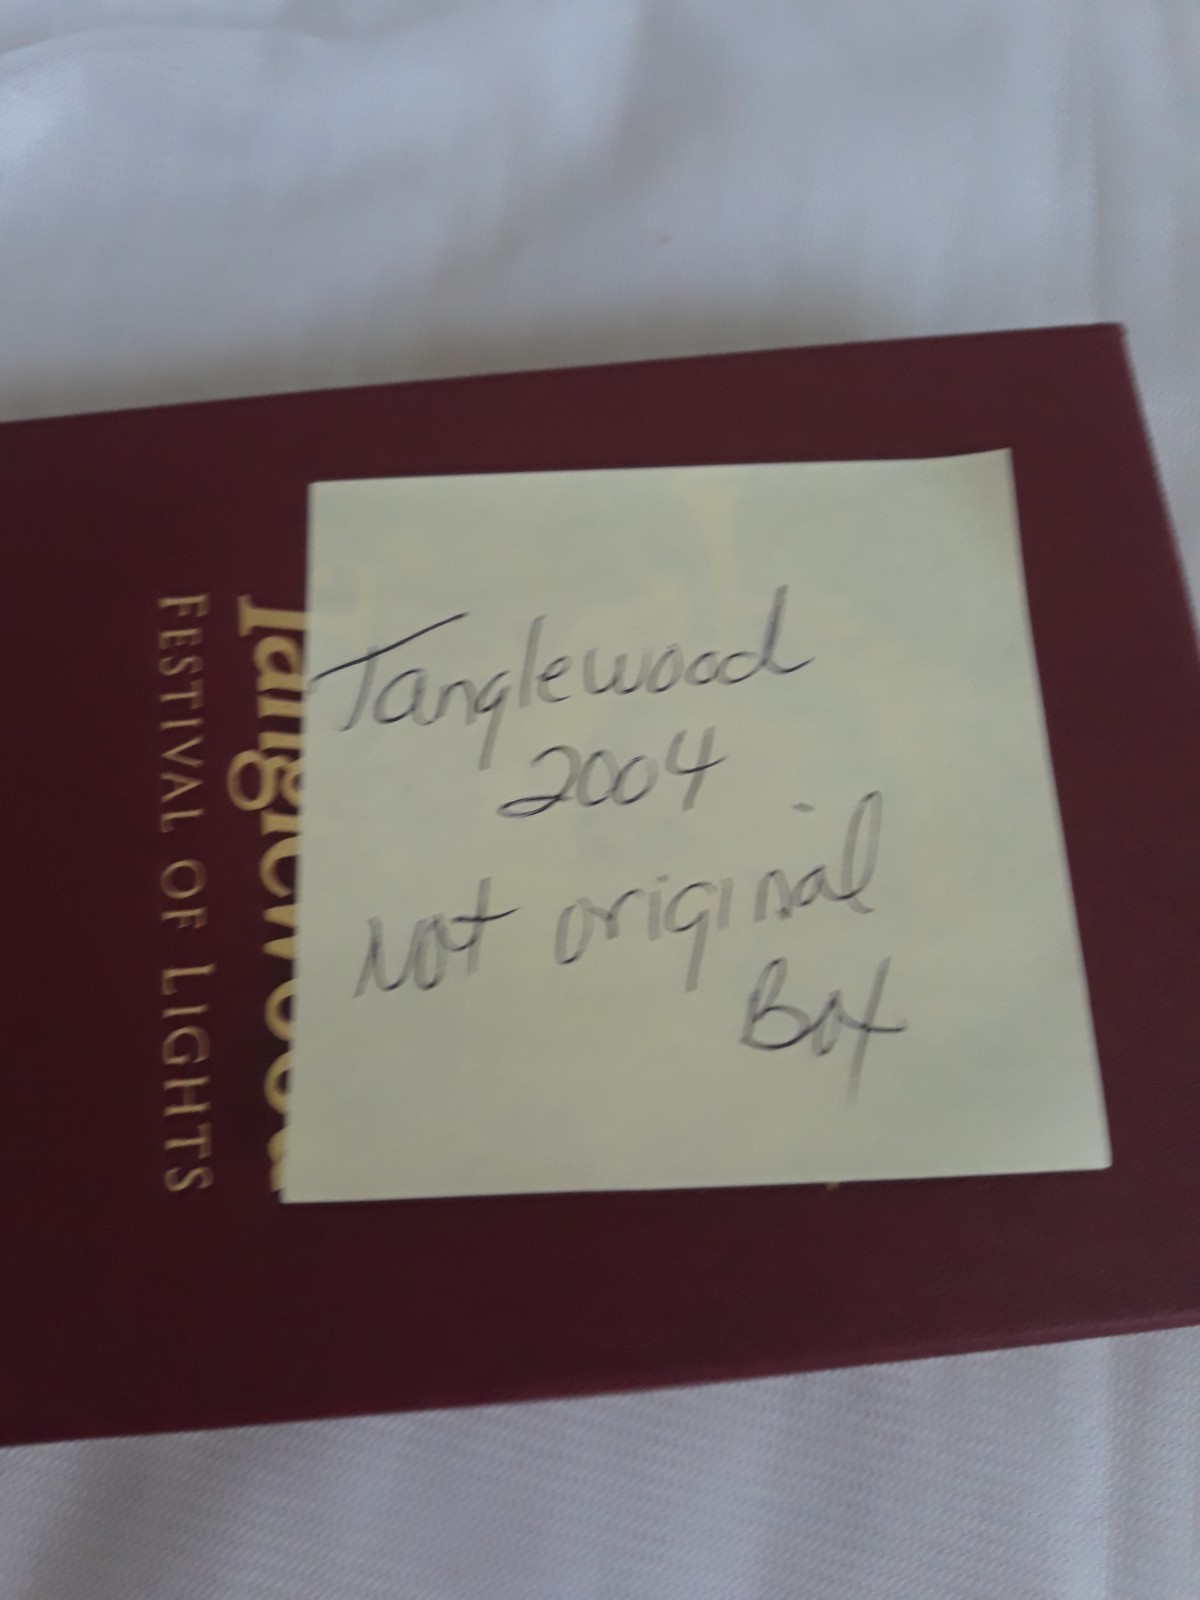 Tanglewood
2004
Not original
Box
Tanglewood
FESTIVAL OF LIGHTS